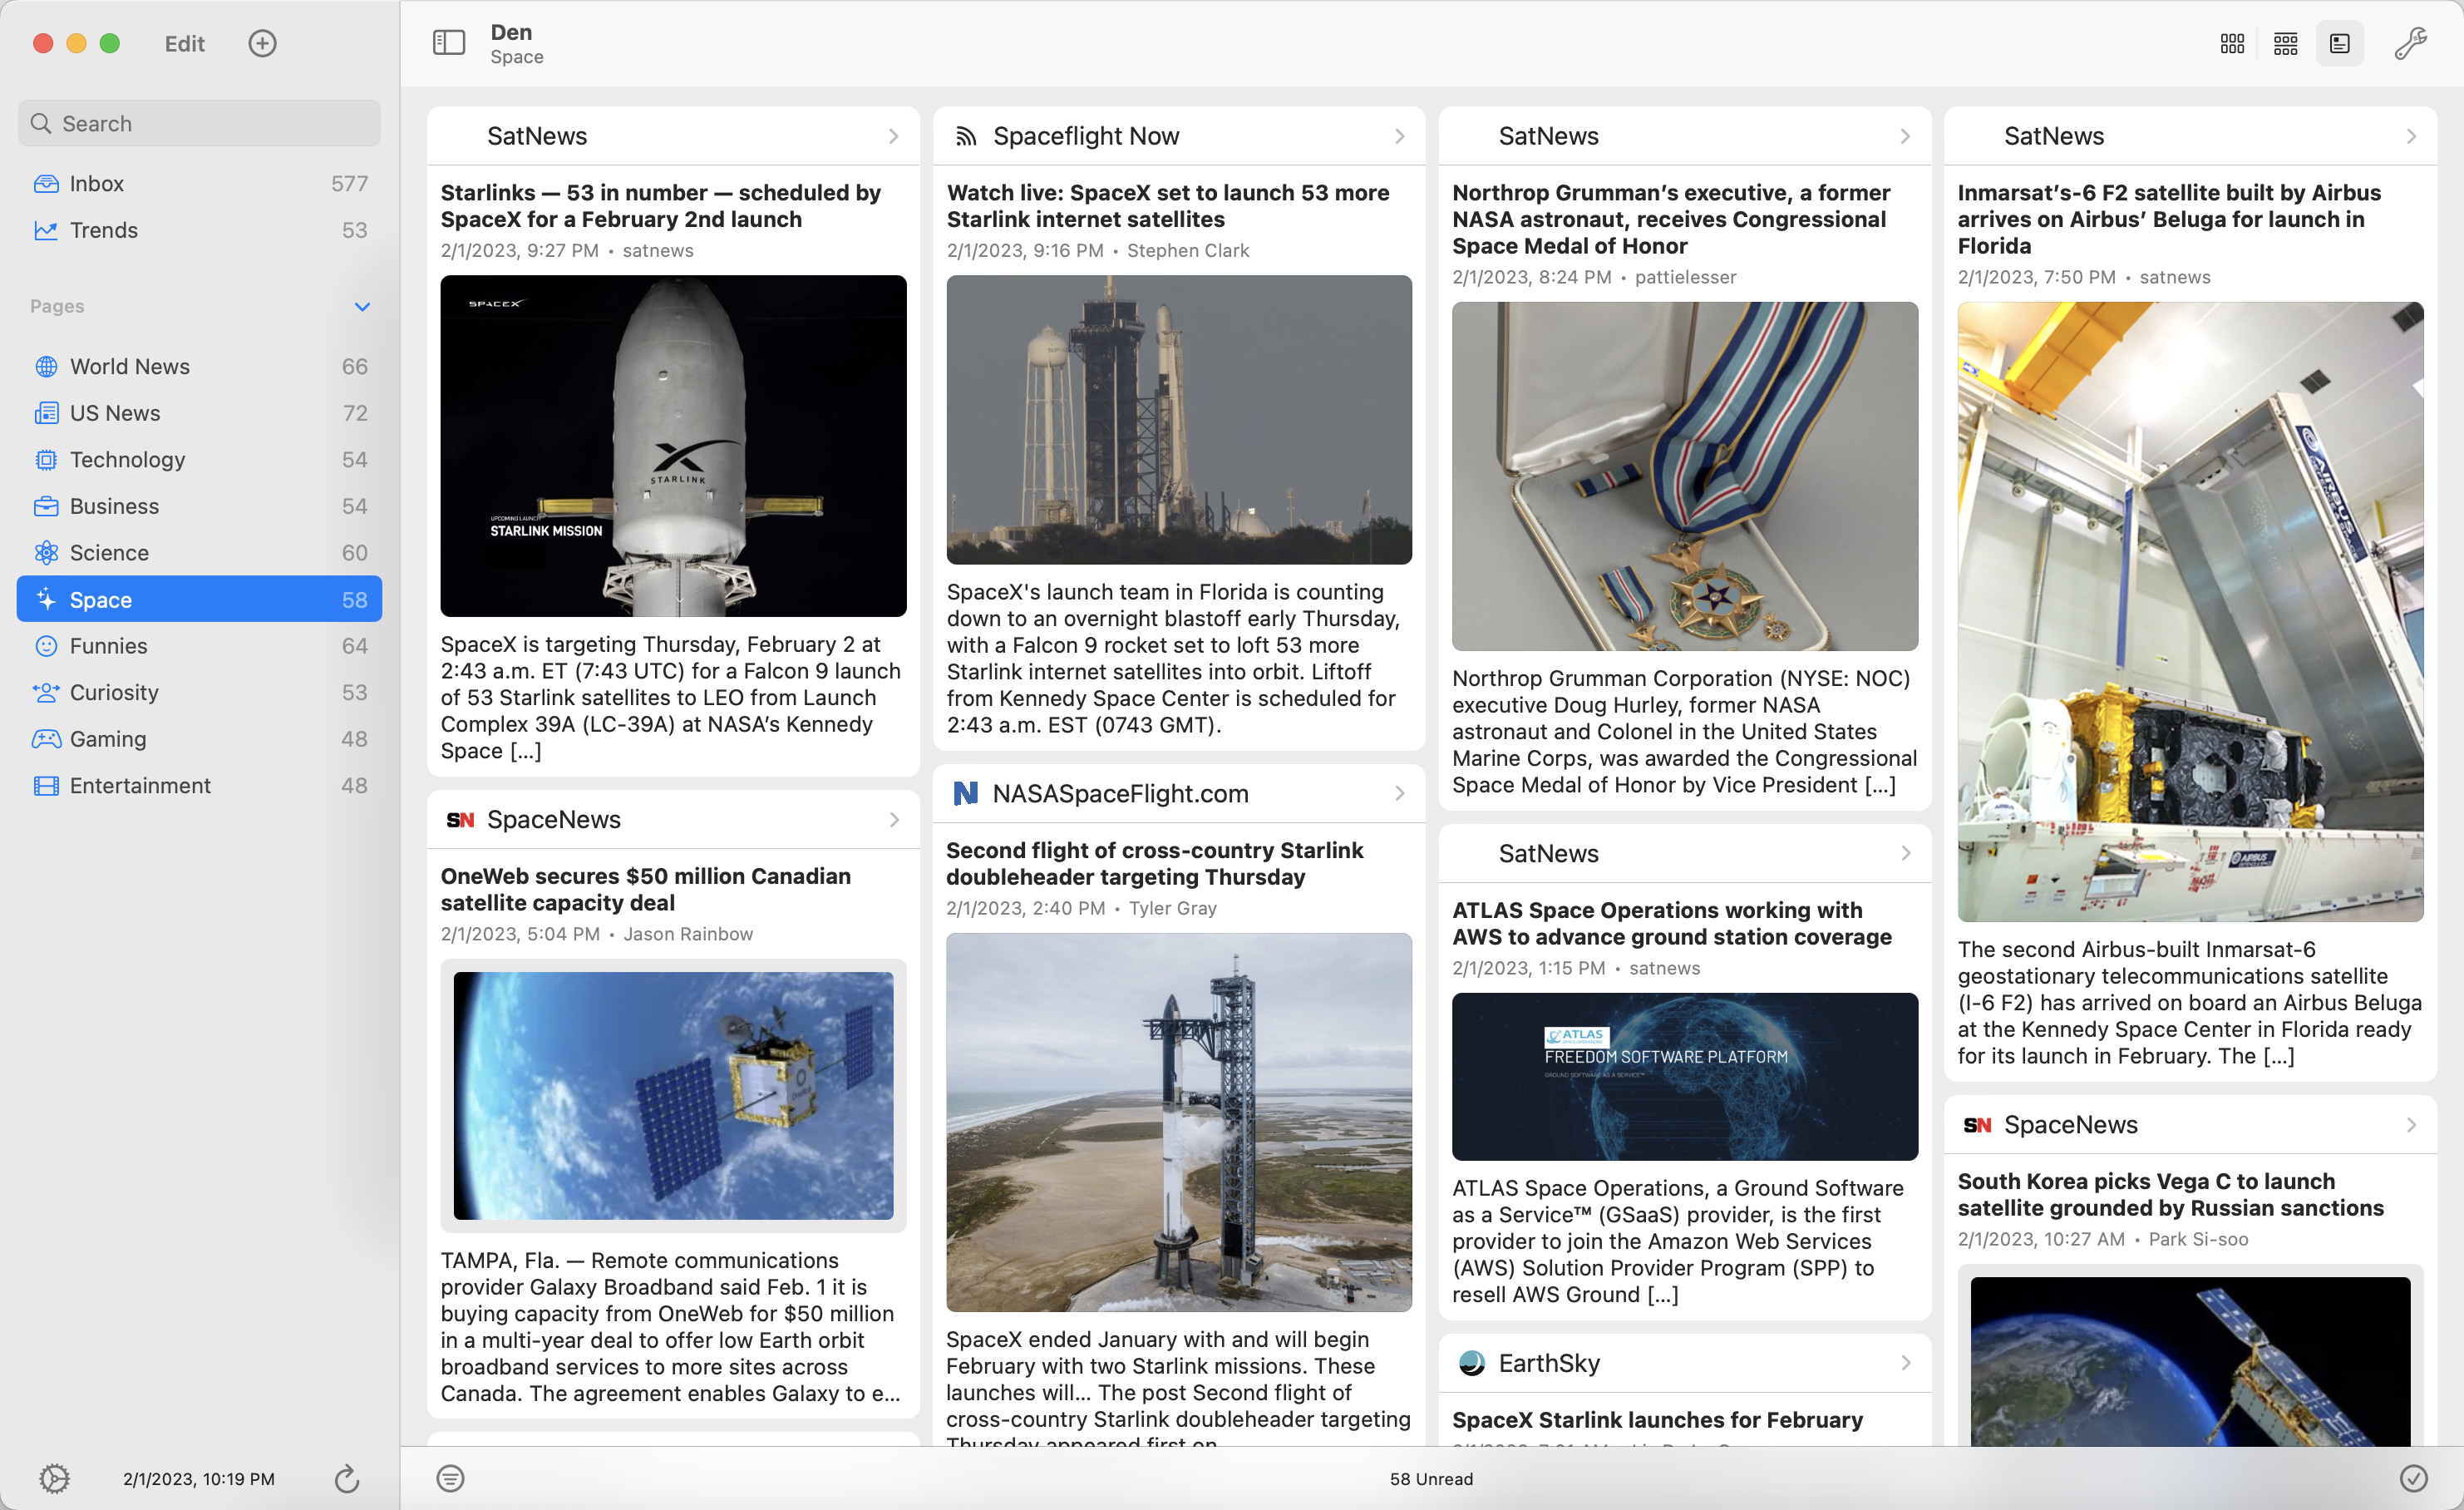 Edit
Search
Inbox 577
Trends 53
Pages
World News 66
US News 72
Technology 54
Business 54
Science 60
Space 58
Funnies 64
Curiosity 53
Gaming 48
Entertainment 48
2/1/2023, 10:19 PM
Den
Space
SatNews
Starlinks — 53 in number — scheduled by
SpaceX for a February 2nd launch
2/1/2023, 9:27 PM • satnews
SPACEX
STARLINK
UPCOMING LAUNCH
STARLINK MISSION
SpaceX is targeting Thursday, February 2 at
2:43 a.m. ET (7:43 UTC) for a Falcon 9 launch
of 53 Starlink satellites to LEO from Launch
Complex 39A (LC-39A) at NASA’s Kennedy
Space [...]
SN SpaceNews
OneWeb secures $50 million Canadian
satellite capacity deal
2/1/2023, 5:04 PM • Jason Rainbow
TAMPA, Fla. — Remote communications
provider Galaxy Broadband said Feb. 1 it is
buying capacity from OneWeb for $50 million
in a multi-year deal to offer low Earth orbit
broadband services to more sites across
Canada. The agreement enables Galaxy to e...
Spaceflight Now
Watch live: SpaceX set to launch 53 more
Starlink internet satellites
2/1/2023, 9:16 PM • Stephen Clark
SpaceX's launch team in Florida is counting
down to an overnight blastoff early Thursday,
with a Falcon 9 rocket set to loft 53 more
Starlink internet satellites into orbit. Liftoff
from Kennedy Space Center is scheduled for
2:43 a.m. EST (0743 GMT).
N NASASpaceFlight.com
Second flight of cross-country Starlink
doubleheader targeting Thursday
2/1/2023, 2:40 PM • Tyler Gray
SpaceX ended January with and will begin
February with two Starlink missions. These
launches will... The post Second flight of
cross-country Starlink doubleheader targeting
Thursday appeared first on
SatNews
Northrop Grumman’s executive, a former
NASA astronaut, receives Congressional
Space Medal of Honor
2/1/2023, 8:24 PM • pattielesser
Northrop Grumman Corporation (NYSE: NOC)
executive Doug Hurley, former NASA
astronaut and Colonel in the United States
Marine Corps, was awarded the Congressional
Space Medal of Honor by Vice President [...]
SatNews
ATLAS Space Operations working with
AWS to advance ground station coverage
2/1/2023, 1:15 PM • satnews
ATLAS
SPACE OPERATIONS
FREEDOM SOFTWARE PLATFORM
GROUND SOFTWARE AS A SERVICE™
ATLAS Space Operations, a Ground Software
as a Service™ (GSaaS) provider, is the first
provider to join the Amazon Web Services
(AWS) Solution Provider Program (SPP) to
resell AWS Ground [...]
EarthSky
SpaceX Starlink launches for February
SatNews
Inmarsat’s-6 F2 satellite built by Airbus
arrives on Airbus’ Beluga for launch in
Florida
2/1/2023, 7:50 PM • satnews
AIRBUS
AIRBUS
The second Airbus-built Inmarsat-6
geostationary telecommunications satellite
(I-6 F2) has arrived on board an Airbus Beluga
at the Kennedy Space Center in Florida ready
for its launch in February. The [...]
SN SpaceNews
South Korea picks Vega C to launch
satellite grounded by Russian sanctions
2/1/2023, 10:27 AM • Park Si-soo
58 Unread